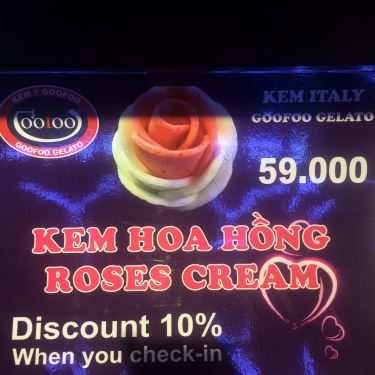 KEM Ý GOOFOO
Goofoo
GOOFOO GELATO
KEM ITALY
GOOFOO GELATO
59.000
KEM HOA HỒNG
ROSES CREAM
Discount 10%
When you check-in